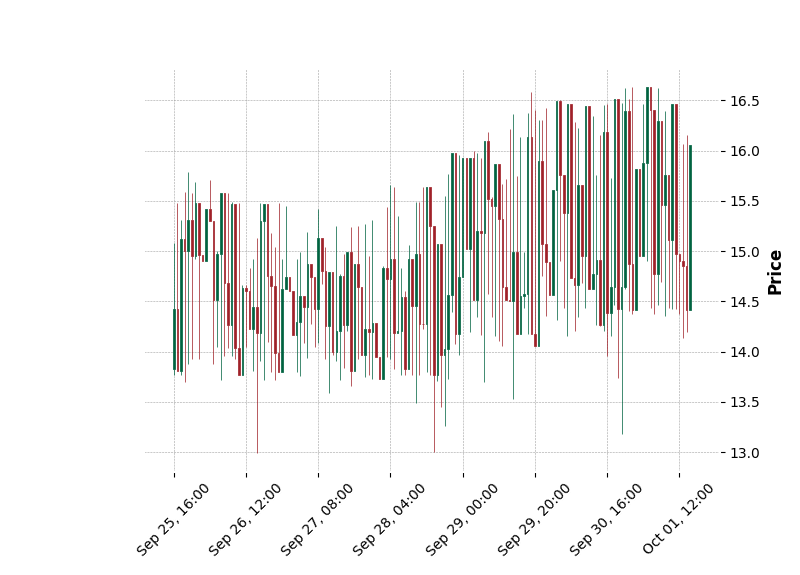 16.5
16.0
15.5
15.0
14.5
14.0
13.5
13.0
Price
Sep 25, 16:00
Sep 26, 12:00
Sep 27, 08:00
Sep 28, 04:00
Sep 29, 00:00
Sep 29, 20:00
Sep 30, 16:00
Oct 01, 12:00